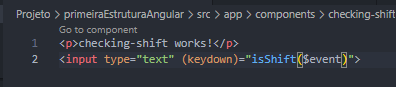 Projeto > primeiraEstruturaAngular > src > app > components > checking-shift
Go to component
1 <p>checking-shift works!</p>
2 <input type="text" (keydown)="isShift($event)">